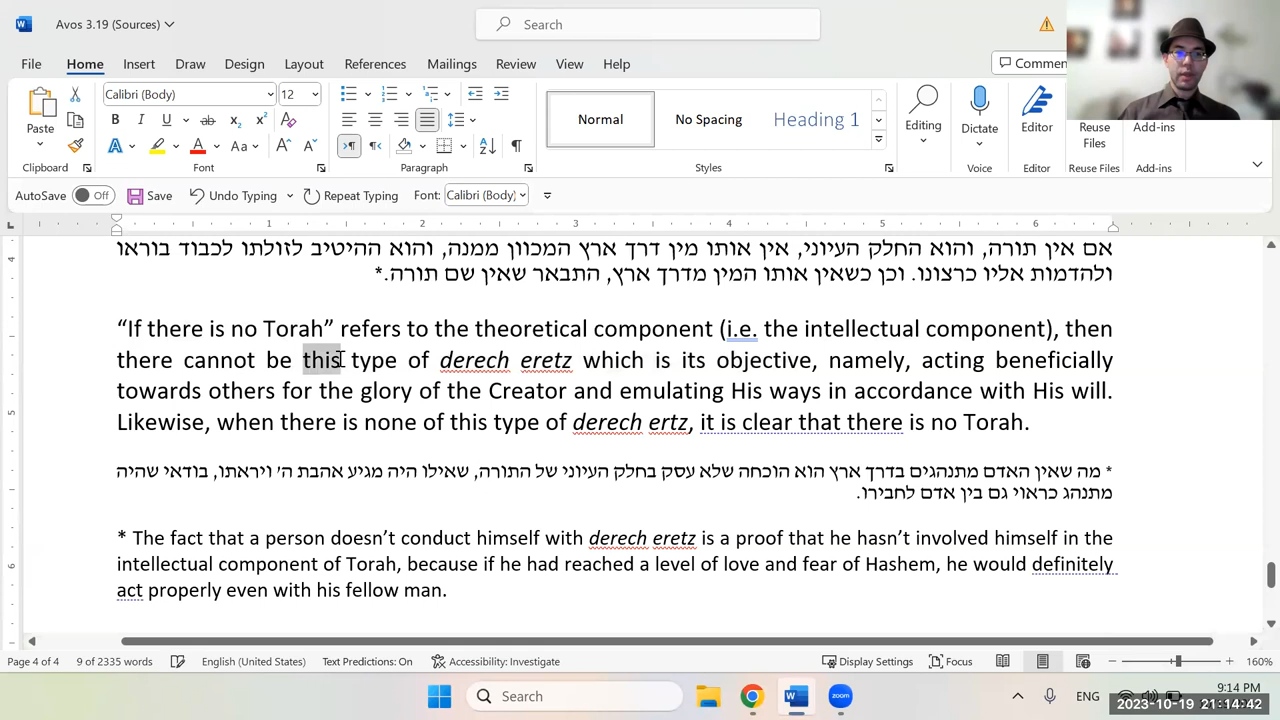 Avos 3.19 (Sources)
Search
File Home Insert Draw Design Layout References Mailings Review View Help
Paste
Calibri (Body) 12
Aa
Normal
No Spacing
Heading 1
Editing
Dictate
Editor
Reuse Files
Add-ins
Clipboard
Font
Paragraph
Styles
Voice
Editor
Reuse Files
Add-ins
AutoSave Off Save Undo Typing Repeat Typing Font: Calibri (Body)
1 2 3 4 5 6
אם אין תורה, והוא החלק העיוני, אין אותו מין דרך ארץ המכוון ממנה, והוא ההיטיב לזולתו לכבוד בוראו
ולהדמות אליו כרצונו. וכן כשאין אותו המין מדרך ארץ, התבאר שאין שם תורה.*
“If there is no Torah” refers to the theoretical component (i.e. the intellectual component), then
there cannot be this type of derech eretz which is its objective, namely, acting beneficially
towards others for the glory of the Creator and emulating His ways in accordance with His will.
Likewise, when there is none of this type of derech ertz, it is clear that there is no Torah.
* מה שאין האדם מתנהגים בדרך ארץ הוא הוכחה שלא עסק בחלק העיוני של התורה, שאילו היה מגיע אהבת ה' ויראתו, בודאי שהיה
מתנהג כראוי גם בין אדם לחבירו.
* The fact that a person doesn’t conduct himself with derech eretz is a proof that he hasn’t involved himself in the
intellectual component of Torah, because if he had reached a level of love and fear of Hashem, he would definitely
act properly even with his fellow man.
Page 4 of 4 9 of 2335 words English (United States) Text Predictions: On Accessibility: Investigate Display Settings Focus 160%
Search
ENG
9:14 PM
2023-10-19 21:14:42